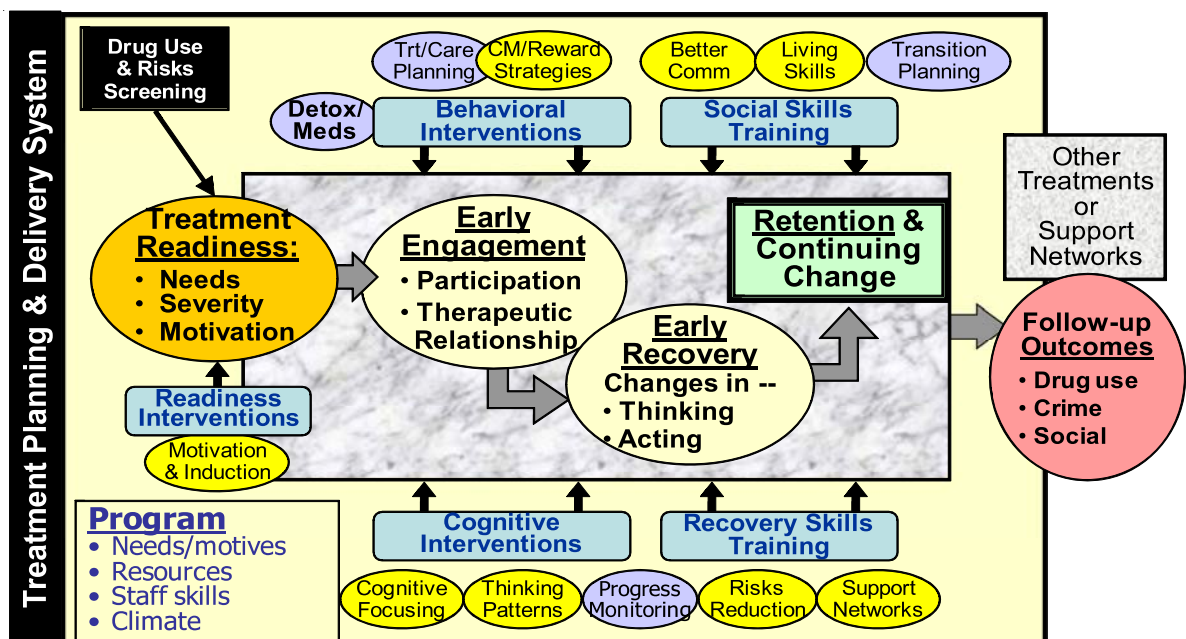 Treatment Planning & Delivery System
Drug Use
& Risks
Screening
Trt/Care
Planning
CM/Reward
Strategies
Better
Comm
Living
Skills
Transition
Planning
Detox/
Meds
Behavioral
Interventions
Social Skills
Training
Other
Treatments
or
Support
Networks
Treatment
Readiness:
• Needs
• Severity
• Motivation
Early
Engagement
• Participation
• Therapeutic
Relationship
Retention &
Continuing
Change
Early
Recovery
Changes in --
• Thinking
• Acting
Follow-up
Outcomes
• Drug use
• Crime
• Social
Readiness
Interventions
Motivation
& Induction
Program
• Needs/motives
• Resources
• Staff skills
• Climate
Cognitive
Interventions
Recovery Skills
Training
Cognitive
Focusing
Thinking
Patterns
Progress
Monitoring
Risks
Reduction
Support
Networks